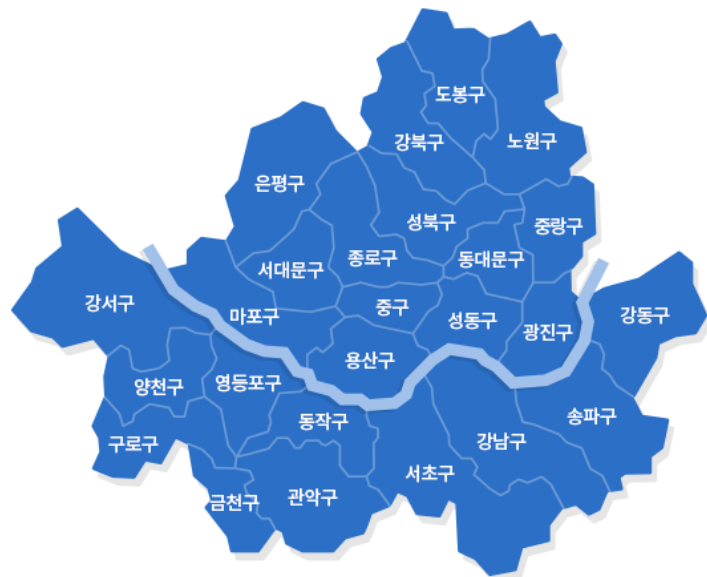 도봉구
강북구
노원구
은평구
성북구
중랑구
서대문구
종로구
동대문구
강서구
마포구
중구
성동구
광진구
강동구
용산구
양천구
영등포구
동작구
송파구
구로구
강남구
서초구
금천구
관악구